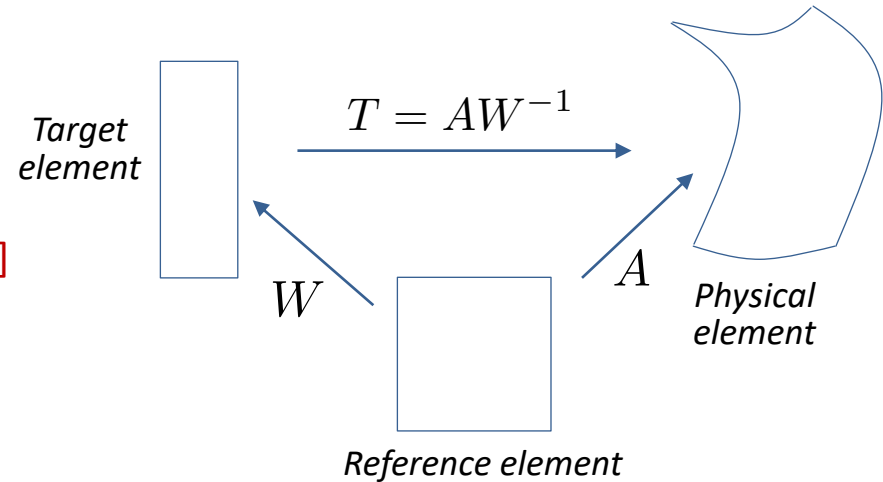 Target
element
T = AW⁻¹
]
W
A
Physical
element
Reference element